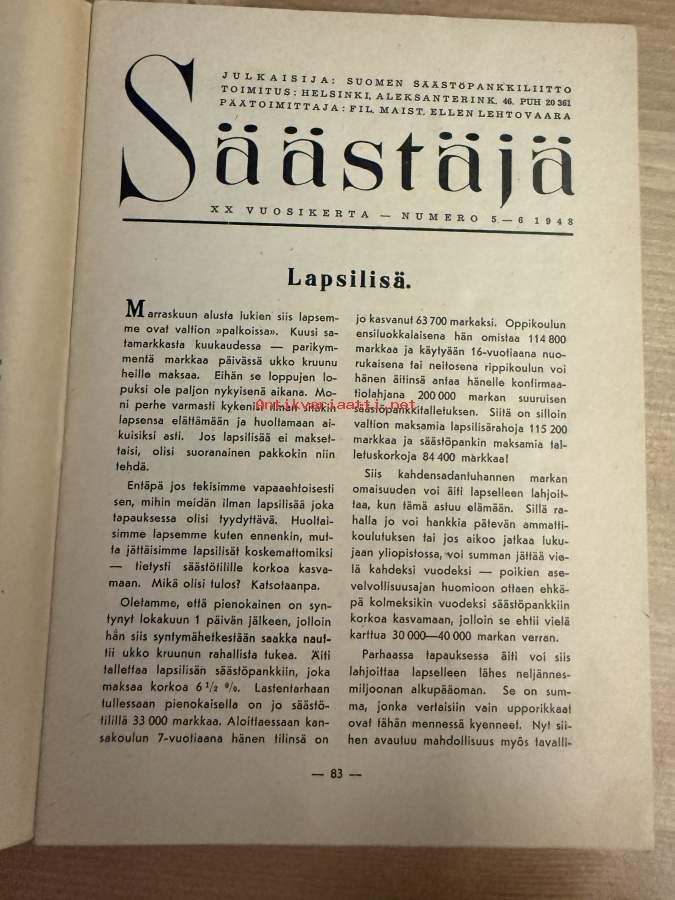 JULKAISIJA: SUOMEN SÄÄSTÖPANKKILIITTO
TOIMITUS: HELSINKI, ALEKSANTERINK. 46. PUH 20 361
PÄÄTOIMITTAJA: FIL. MAIST. ELLEN LEHTOVAARA
Säästäjä
XX VUOSIKERTA — NUMERO 5—6 1948
Lapsilisä.
Marraskuun alusta lukien siis lapsem-
me ovat valtion »palkoissa». Kuusi sa-
tamarkkasta kuukaudessa — parikym-
mentä markkaa päivässä ukko kruunu
heille maksaa. Eihän se loppujen lo-
puksi ole paljon nykyisenä aikana. Mo-
ni perhe varmasti kykenisi ilman sitäkin
lapsensa elättämään ja huoltamaan ai-
kuisiksi asti. Jos lapsilisää ei makset-
taisi, olisi suoranainen pakkokin niin
tehdä.
Entäpä jos tekisimme vapaaehtoisesti
sen, mihin meidän ilman lapsilisää joka
tapauksessa olisi tyydyttävä. Huoltai-
simme lapsemme kuten ennenkin, mut-
ta jättäisimme lapsilisät koskemattomiksi
— tietysti säästötilille korkoa kasva-
maan. Mikä olisi tulos? Katsotaanpa.
Oletamme, että pienokainen on syn-
tynyt lokakuun 1 päivän jälkeen, jolloin
hän siis syntymähetkestään saakka naut-
tii ukko kruunun rahallista tukea. Äiti
tallettaa lapsilisän säästöpankkiin, joka
maksaa korkoa 6 1/2 %. Lastentarhaan
tullessaan pienokaisella on jo säästö-
tilillä 33 000 markkaa. Aloittaessaan kan-
sakoulun 7-vuotiaana hänen tilinsä on
jo kasvanut 63 700 markaksi. Oppikoulun
ensiluokkalaisena hän omistaa 114 800
markkaa ja käytyään 16-vuotiaana nuo-
rukaisena tai neitosena rippikoulun voi
hänen äitinsä antaa hänelle konfirmaa-
tiolahjana 200 000 markan suuruisen
säästöpankkitalletuksen. Siitä on silloin
valtion maksamia lapsilisärahoja 115 200
markkaa ja säästöpankin maksamia tal-
letuskorkoja 84 400 markkaa!
Siis kahdensadantuhannen markan
omaisuuden voi äiti lapselleen lahjoit-
taa, kun tämä astuu elämään. Sillä ra-
halla jo voi hankkia pätevän ammatti-
koulutuksen tai jos aikoo jatkaa luku-
jaan yliopistossa, voi summan jättää vie-
lä kahdeksi vuodeksi — poikien ase-
velvollisuusajan huomioon ottaen ehkä-
pä kolmeksikin vuodeksi säästöpankkiin
korkoa kasvamaan, jolloin se ehtii vielä
karttua 30 000—40 000 markan verran.
Parhaassa tapauksessa äiti voi siis
lahjoittaa lapselleen lähes neljännes-
miljoonan alkupääoman. Se on sum-
ma, jonka vertaisiin vain upporikkaat
ovat tähän mennessä kyenneet. Nyt sii-
hen avautuu mahdollisuus myös tavalli-
— 83 —
Antikvariaatti.net